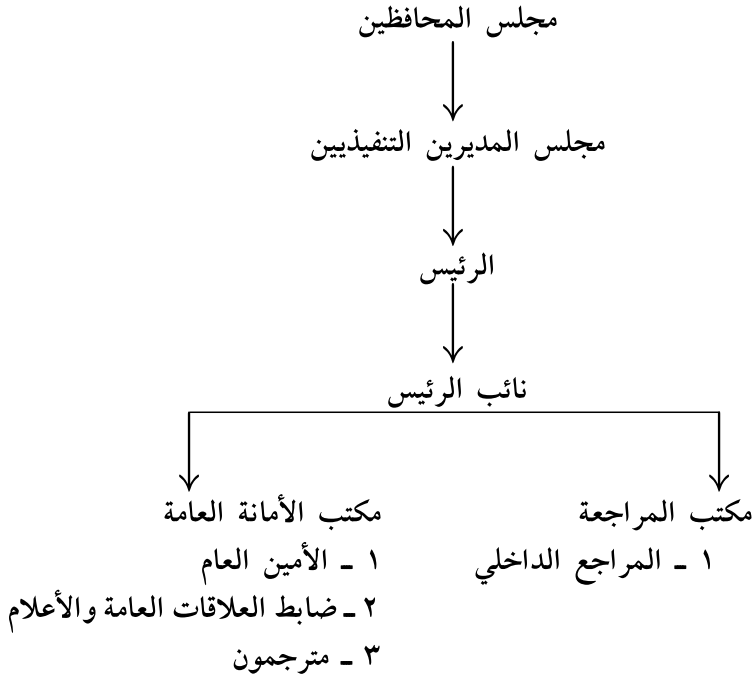 مجلس المحافظين
مجلس المديرين التنفيذيين
الرئيس
نائب الرئيس
مكتب المراجعة
١ ـ المراجع الداخلي
مكتب الأمانة العامة
١ ـ الأمين العام
٢ ـ ضابط العلاقات العامة والأعلام
٣ ـ مترجمون